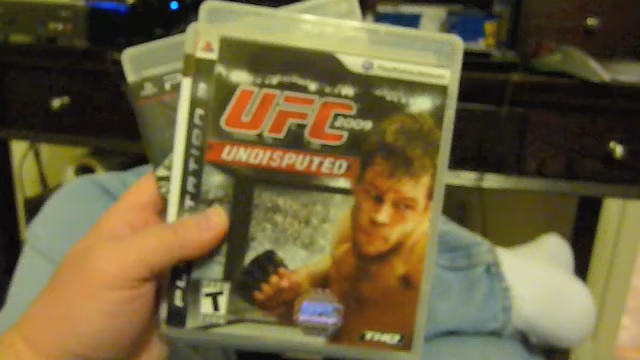 UFC 2009
UNDISPUTED
PLAYSTATION 3
T
THQ